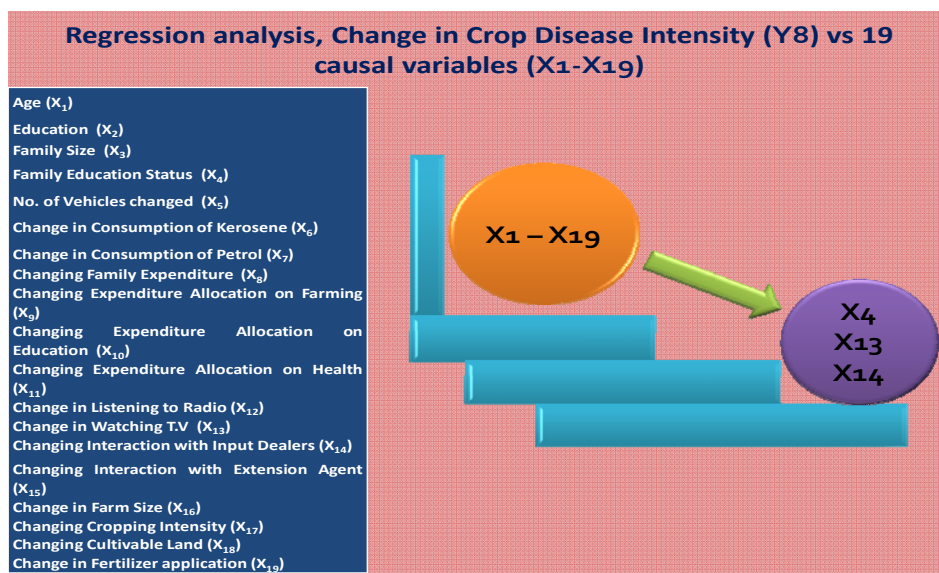 Regression analysis, Change in Crop Disease Intensity (Y8) vs 19
causal variables (X1-X19)
Age (X₁)
Education (X₂)
Family Size (X₃)
Family Education Status (X₄)
No. of Vehicles changed (X₅)
Change in Consumption of Kerosene (X₆)
Change in Consumption of Petrol (X₇)
Changing Family Expenditure (X₈)
Changing Expenditure Allocation on Farming
(X₉)
Changing Expenditure Allocation on
Education (X₁₀)
Changing Expenditure Allocation on Health
(X₁₁)
Change in Listening to Radio (X₁₂)
Change in Watching T.V (X₁₃)
Changing Interaction with Input Dealers (X₁₄)
Changing Interaction with Extension Agent
(X₁₅)
Change in Farm Size (X₁₆)
Changing Cropping Intensity (X₁₇)
Changing Cultivable Land (X₁₈)
Change in Fertilizer application (X₁₉)
X1 – X19
X4
X13
X14